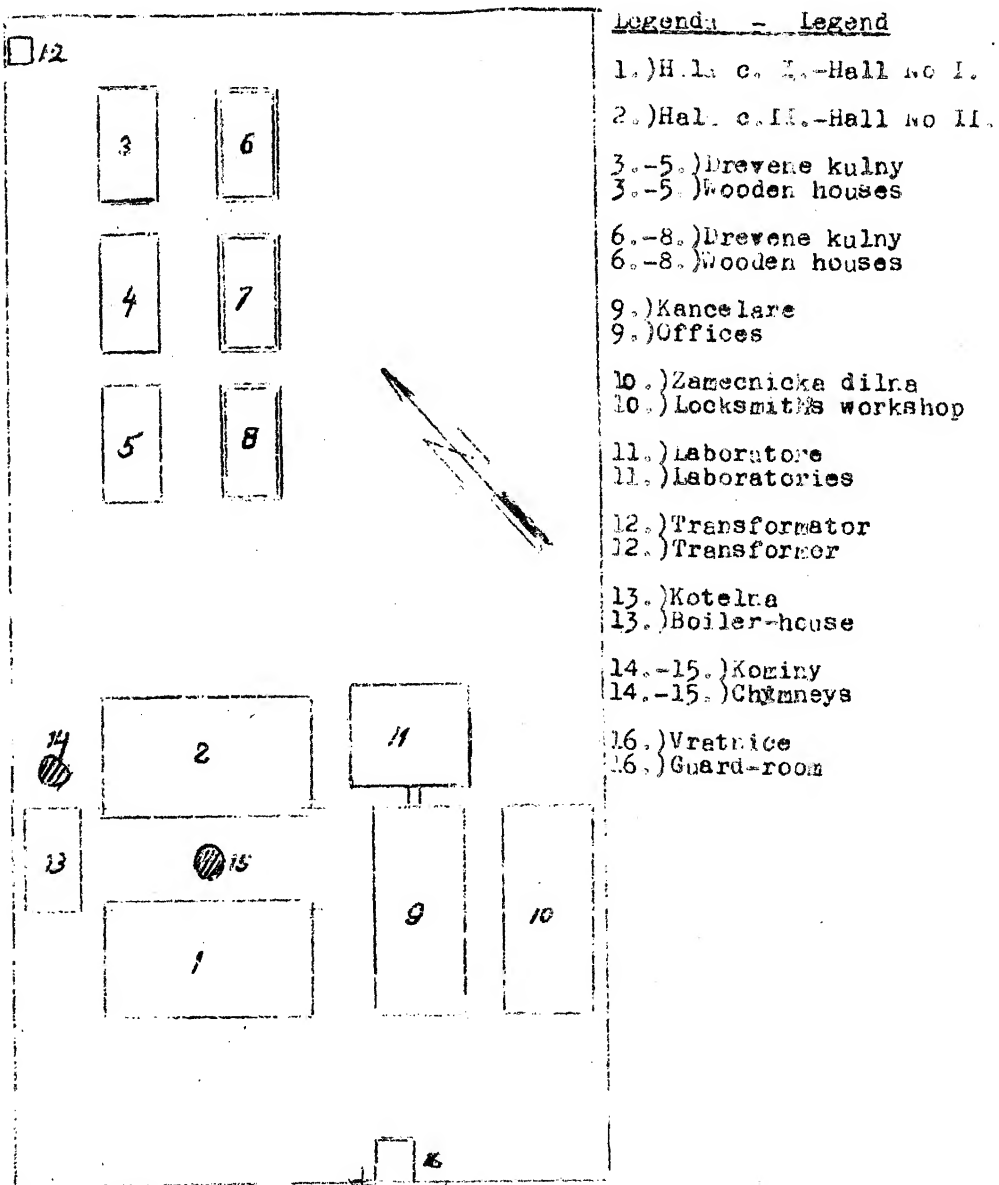 Legenda - Legend
1.) c. I.-Hall No I.
2.)Hal. c.II.-Hall No II.
3.-5.)Drevene kulny
3.-5.)Wooden houses
6.-8.)Drevene kulny
6.-8.)Wooden houses
9.)Kancelare
9.)Offices
10.)Zamecnicka dilna
10.)Locksmith's workshop
11.)Laboratore
11.)Laboratories
12.)Transformator
12.)Transformer
13.)Kotelna
13.)Boiler-house
14.-15.)Kominy
14.-15.)Chimneys
16.)Vratnice
16.)Guard-room
12
3
6
4
7
5
8
14
2
11
13
15
9
10
1
16